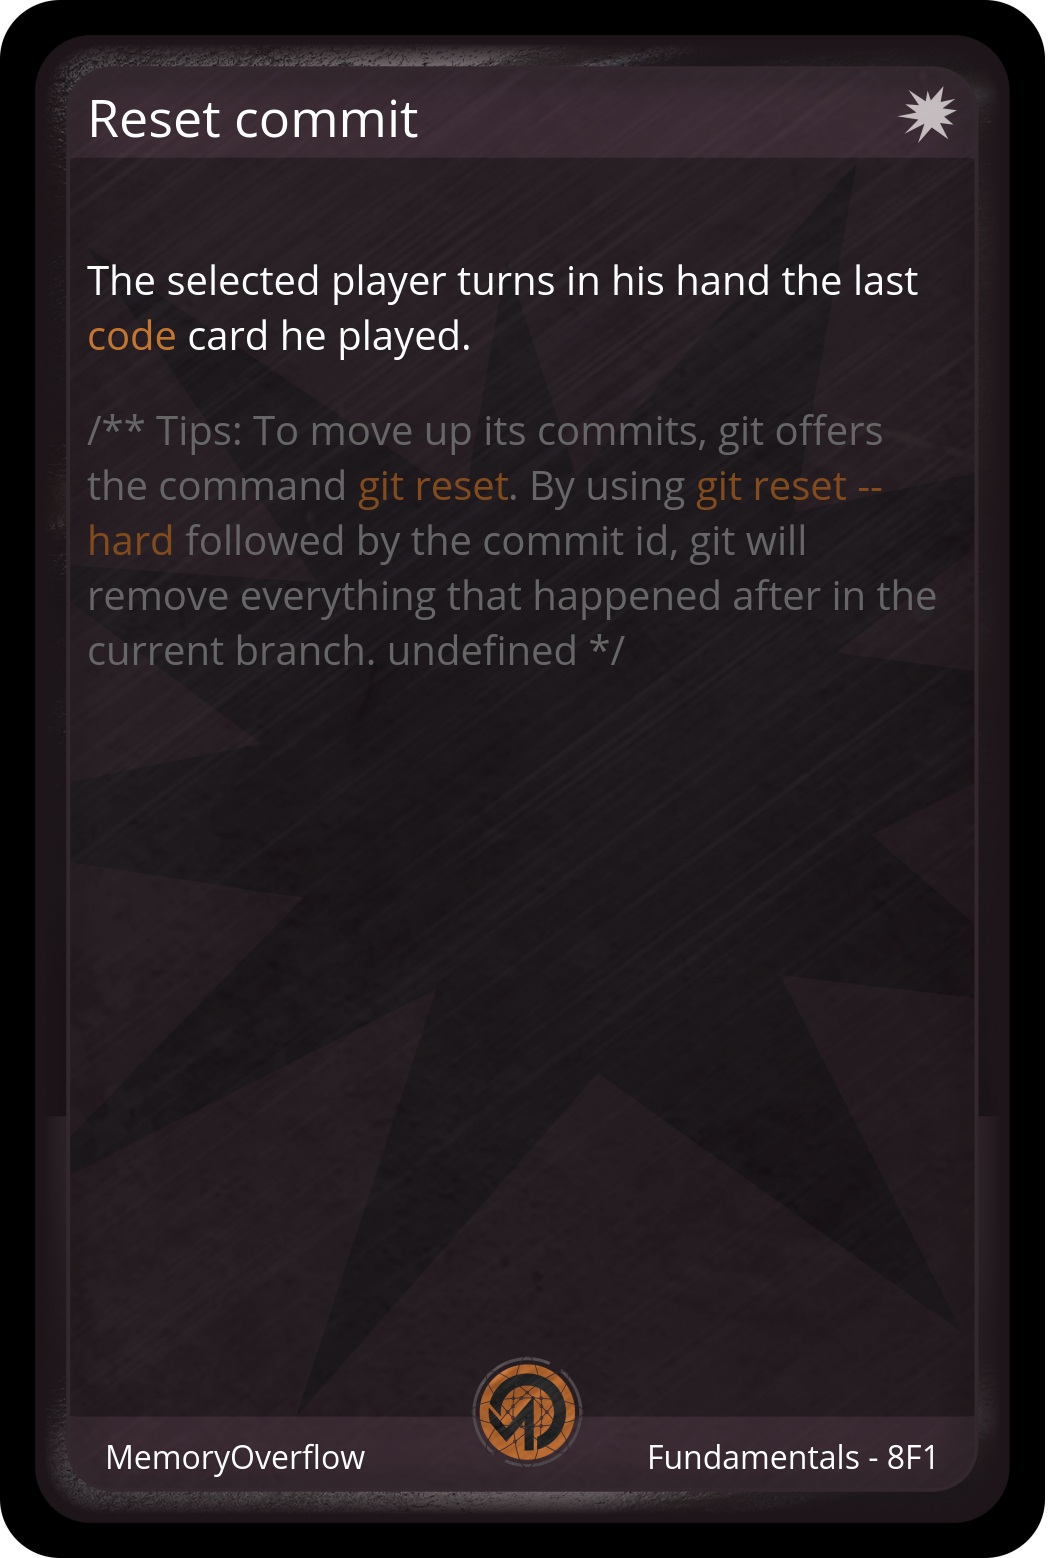 Reset commit
The selected player turns in his hand the last
code card he played.
/** Tips: To move up its commits, git offers
the command git reset. By using git reset --
hard followed by the commit id, git will
remove everything that happened after in the
current branch. undefined */
MemoryOverflow
Fundamentals - 8F1